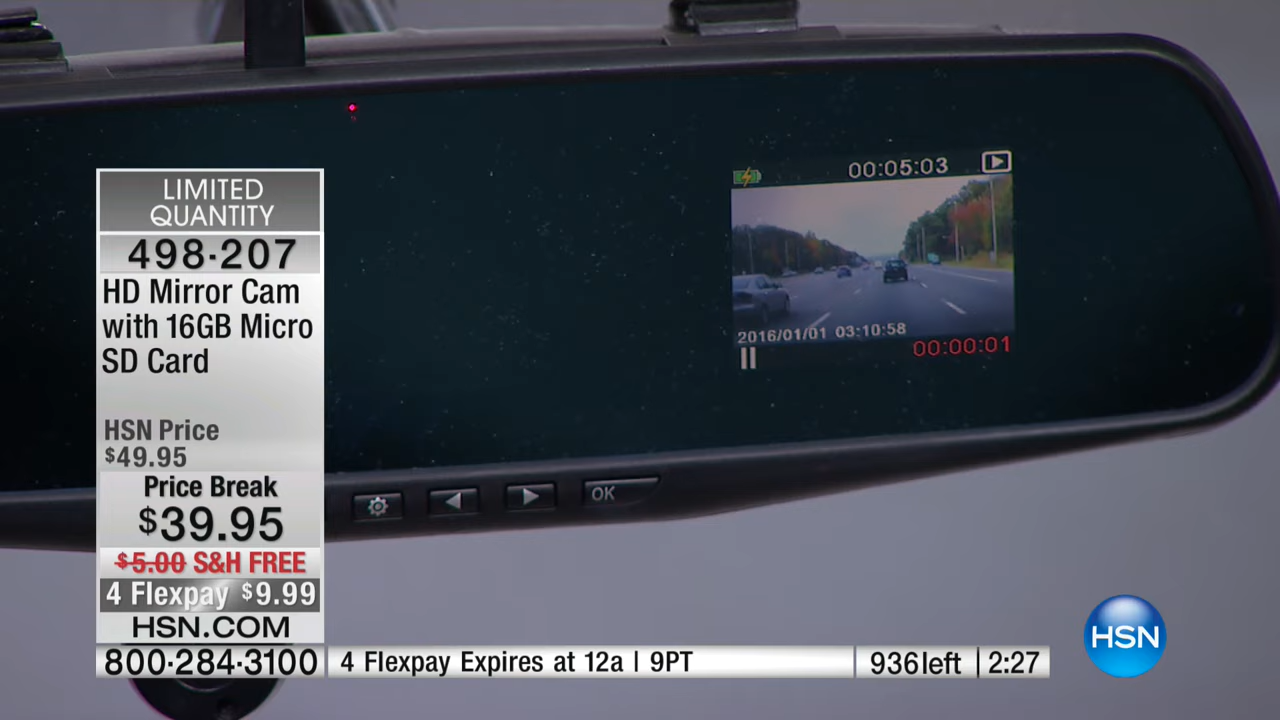 LIMITED
QUANTITY
498·207
HD Mirror Cam
with 16GB Micro
SD Card
HSN Price
$49.95
Price Break
$39.95
$5.00 S&H FREE
4 Flexpay $9.99
HSN.COM
800·284·3100
4 Flexpay Expires at 12a | 9PT
936left | 2:27
00:05:03
2016/01/01 03:10:58
00:00:01
OK
HSN